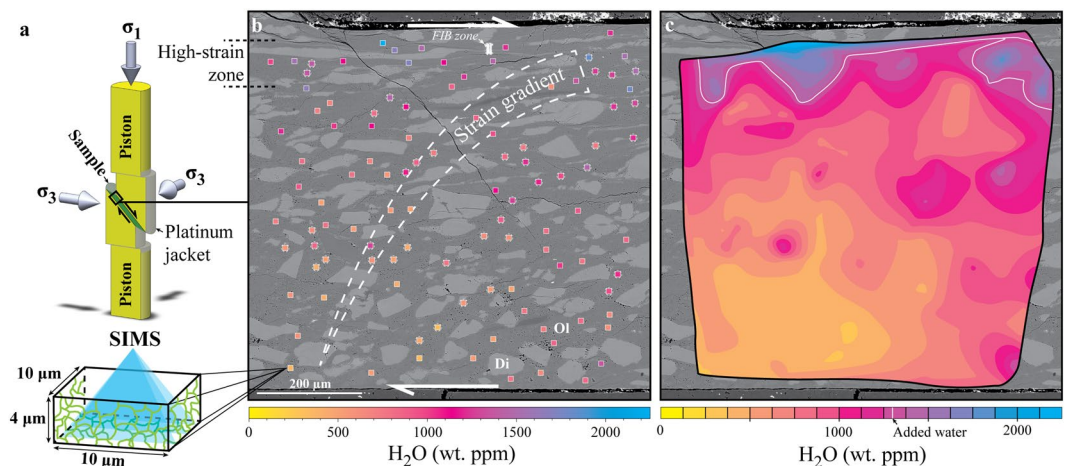 a
σ1
Piston
Sample
Piston
σ3
σ3
Platinum
jacket
Piston
SIMS
10 μm
4 μm
10 μm
High-strain
zone
b
FIB zone
Strain gradient
Ol
Di
200 μm
0 500 1000 1500 2000
H2O (wt. ppm)
c
0 1000 2000
Added water
H2O (wt. ppm)